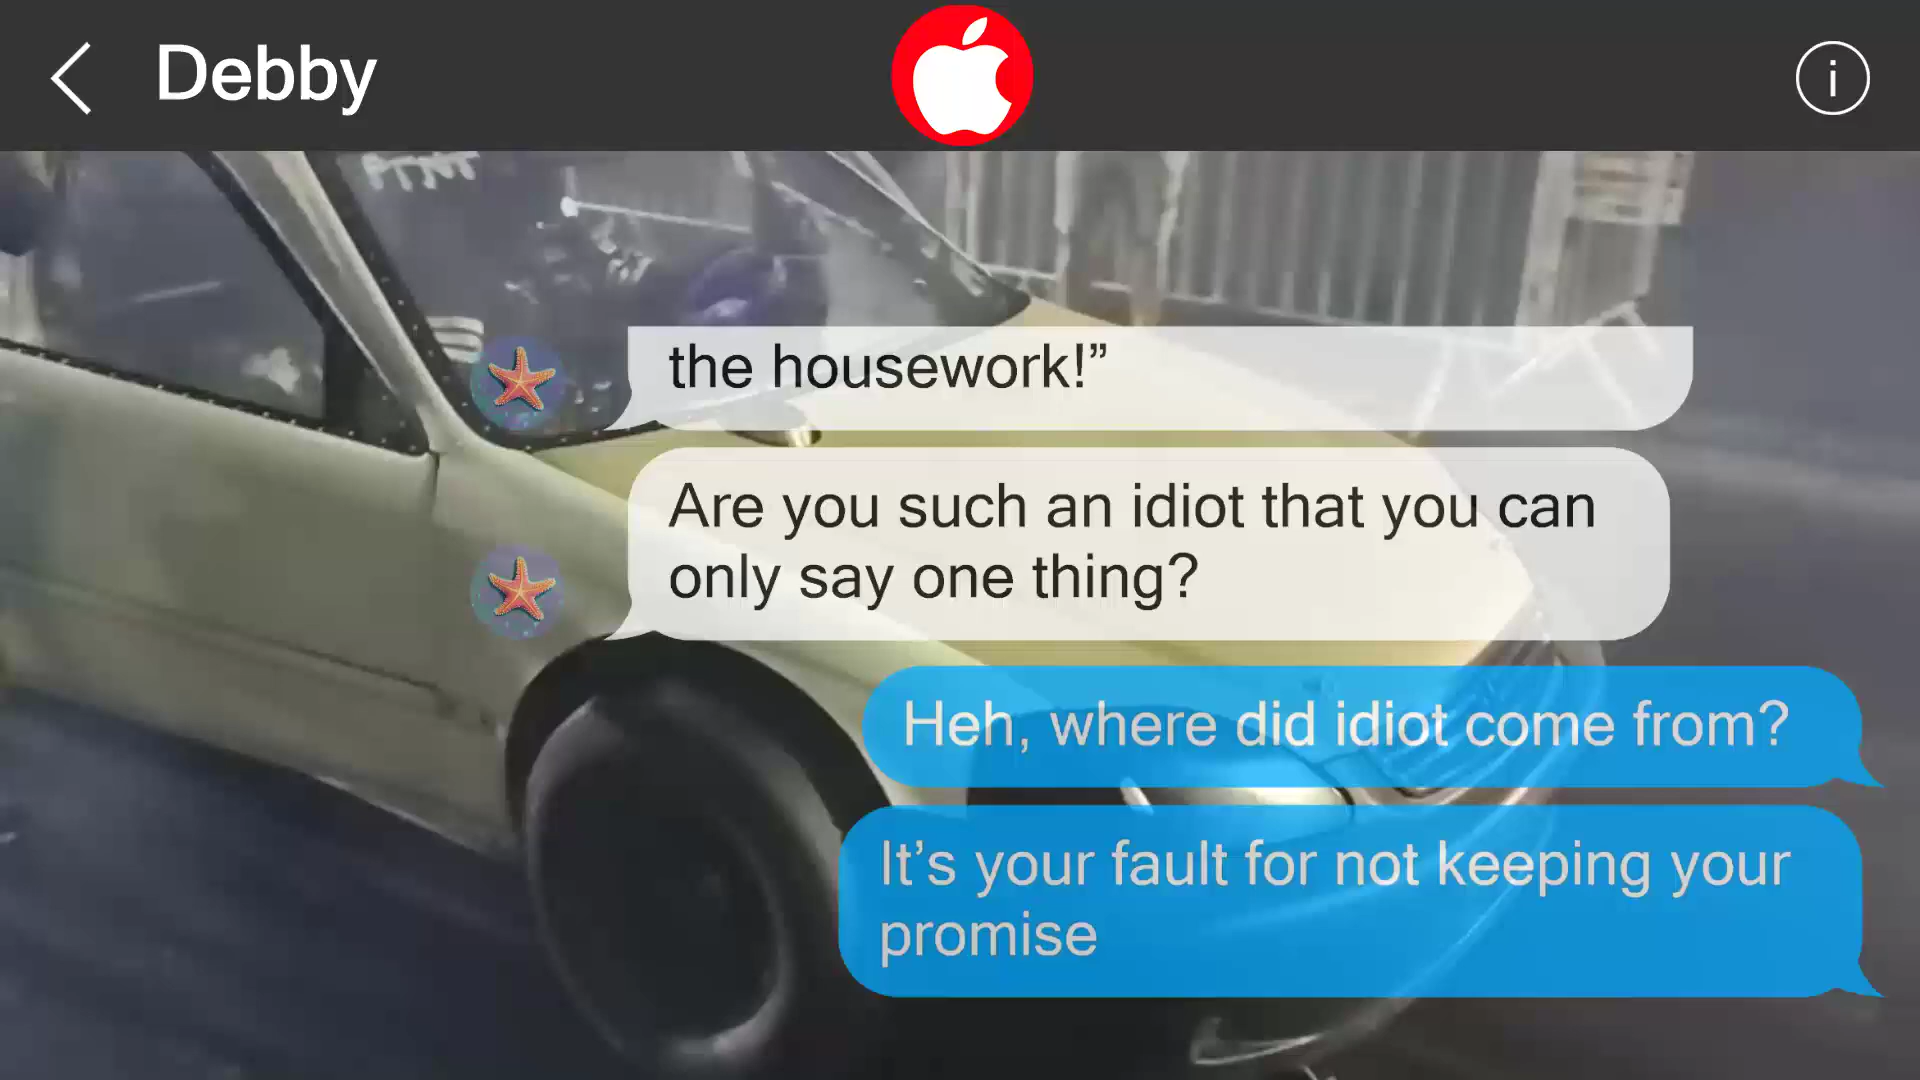 Debby
the housework!”
Are you such an idiot that you can
only say one thing?
Heh, where did idiot come from?
It’s your fault for not keeping your
promise